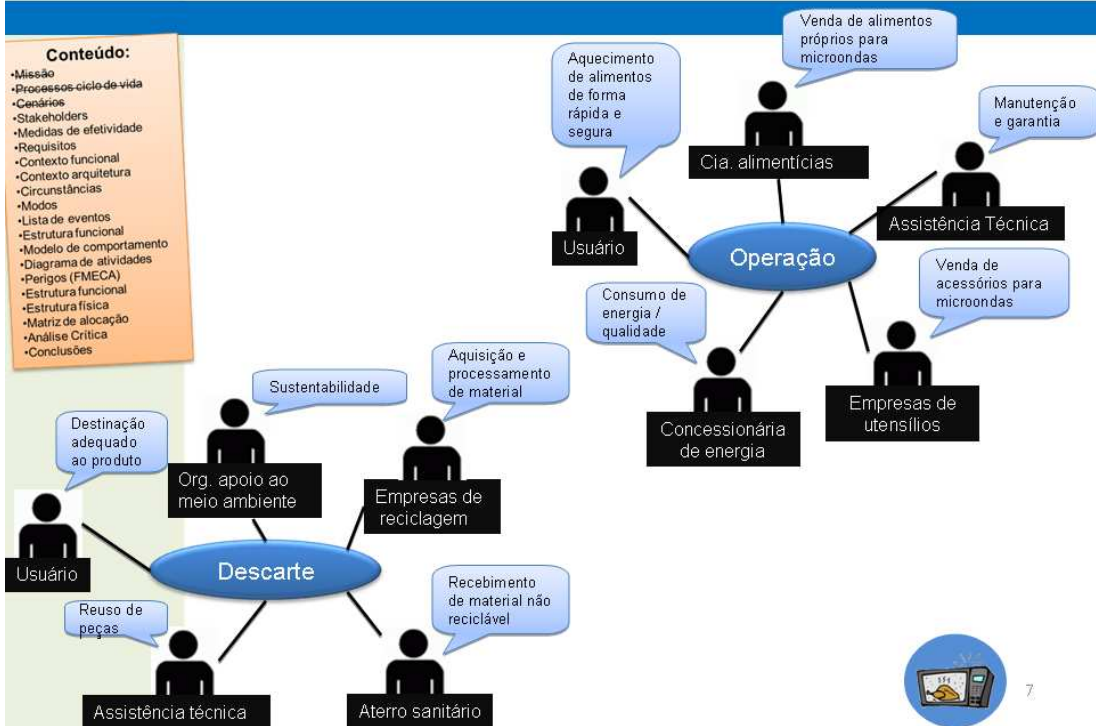 Conteúdo:
•Missão
•Processos ciclo de vida
•Cenários
•Stakeholders
•Medidas de efetividade
•Requisitos
•Contexto funcional
•Contexto arquitetura
•Circunstâncias
•Modos
•Lista de eventos
•Estrutura funcional
•Modelo de comportamento
•Diagrama de atividades
•Perigos (FMECA)
•Estrutura funcional
•Estrutura física
•Matriz de alocação
•Análise Crítica
•Conclusões
Aquecimento
de alimentos
de forma
rápida e
segura
Usuário
Venda de alimentos
próprios para
microondas
Cia. alimentícias
Manutenção
e garantia
Assistência Técnica
Operação
Consumo de
energia /
qualidade
Concessionária
de energia
Venda de
acessórios para
microondas
Empresas de
utensílios
Destinação
adequado
ao produto
Usuário
Sustentabilidade
Org. apoio ao
meio ambiente
Aquisição e
processamento
de material
Empresas de
reciclagem
Descarte
Reuso de
peças
Assistência técnica
Recebimento
de material não
reciclável
Aterro sanitário
7